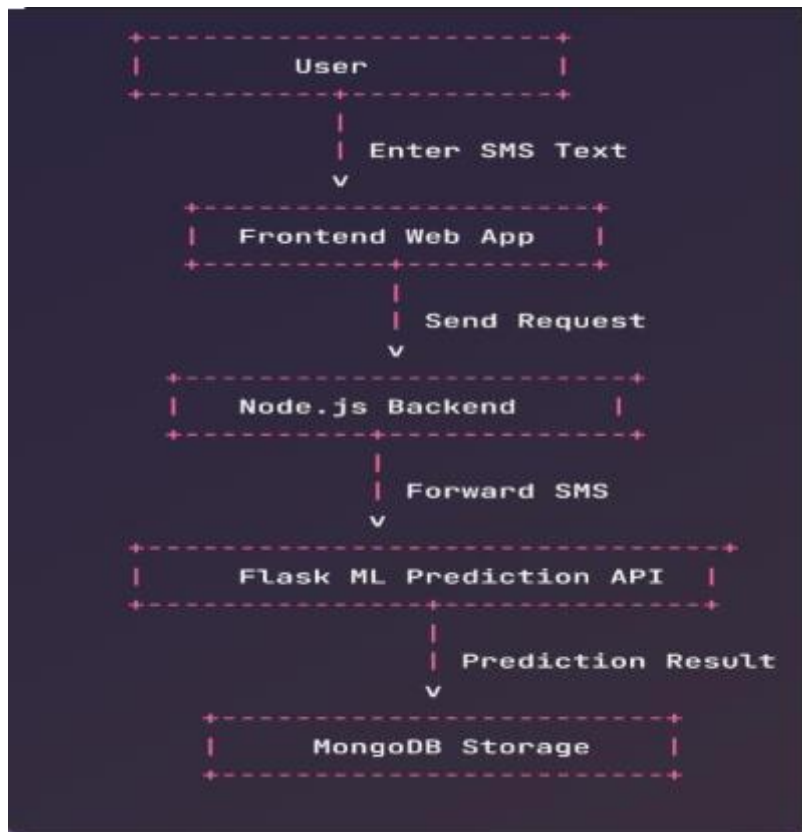 User
Enter SMS Text
Frontend Web App
Send Request
Node.js Backend
Forward SMS
Flask ML Prediction API
Prediction Result
MongoDB Storage